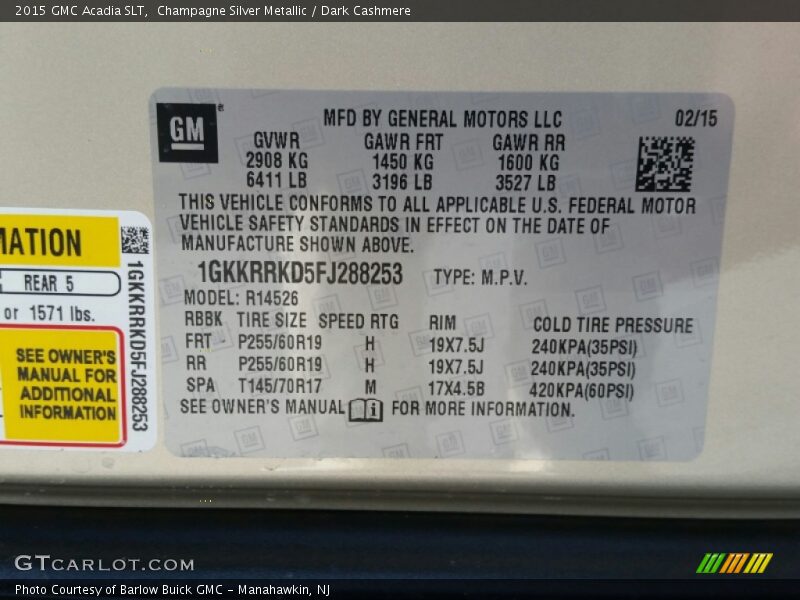 2015 GMC Acadia SLT, Champagne Silver Metallic / Dark Cashmere
GM
MFD BY GENERAL MOTORS LLC 02/15
GVWR GAWR FRT GAWR RR
2908 KG 1450 KG 1600 KG
6411 LB 3196 LB 3527 LB
THIS VEHICLE CONFORMS TO ALL APPLICABLE U.S. FEDERAL MOTOR
VEHICLE SAFETY STANDARDS IN EFFECT ON THE DATE OF
MANUFACTURE SHOWN ABOVE.
1GKKRRKD5FJ288253 TYPE: M.P.V.
MODEL: R14526
RBBK TIRE SIZE SPEED RTG RIM COLD TIRE PRESSURE
FRT P255/60R19 H 19X7.5J 240KPA(35PSI)
RR P255/60R19 H 19X7.5J 240KPA(35PSI)
SPA T145/70R17 M 17X4.5B 420KPA(60PSI)
SEE OWNER'S MANUAL FOR MORE INFORMATION.
MATION
REAR 5
or 1571 lbs.
SEE OWNER'S
MANUAL FOR
ADDITIONAL
INFORMATION
1GKKRRKD5FJ288253
GTCARLOT.COM
Photo Courtesy of Barlow Buick GMC - Manahawkin, NJ